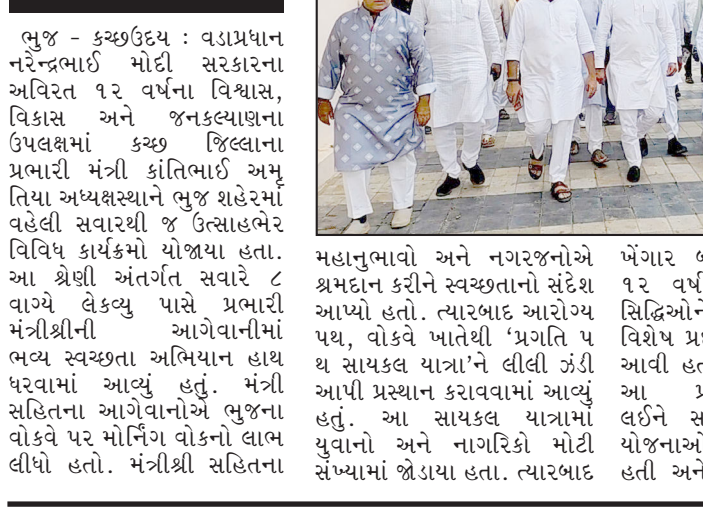 ભુજ - કચ્છઉદય : વડાપ્રધાન
નરેન્દ્રભાઈ મોદી સરકારના
અવિરત ૧૨ વર્ષના વિશ્વાસ,
વિકાસ અને જનકલ્યાણના
ઉપલક્ષમાં કચ્છ જિલ્લાના
પ્રભારી મંત્રી કાંતિભાઈ અમૃ
તિયા અધ્યક્ષસ્થાને ભુજ શહેરમાં
વહેલી સવારથી જ ઉત્સાહભેર
વિવિધ કાર્યક્રમો યોજાયા હતા.
આ શ્રેણી અંતર્ગત સવારે ૮
વાગ્યે લેકવ્યુ પાસે પ્રભારી
મંત્રીશ્રીની આગેવાનીમાં
ભવ્ય સ્વચ્છતા અભિયાન હાથ
ધરવામાં આવ્યું હતું. મંત્રી
સહિતના આગેવાનોએ ભુજના
વોકવે પર મોર્નિંગ વોકનો લાભ
લીધો હતો. મંત્રીશ્રી સહિતના
મહાનુભાવો અને નગરજનોએ
શ્રમદાન કરીને સ્વચ્છતાનો સંદેશ
આપ્યો હતો. ત્યારબાદ આરોગ્ય
પથ, વોકવે ખાતેથી ‘પ્રગતિ પ
થ સાયકલ યાત્રા’ને લીલી ઝંડી
આપી પ્રસ્થાન કરાવવામાં આવ્યું
હતું. આ સાયકલ યાત્રામાં
યુવાનો અને નાગરિકો મોટી
સંખ્યામાં જોડાયા હતા. ત્યારબાદ
ખેંગાર
૧૨ વર્ષ
સિદ્ધિઓને
વિશેષ
આવી
આ
લઈને
યોજનાઓ
હતી અને